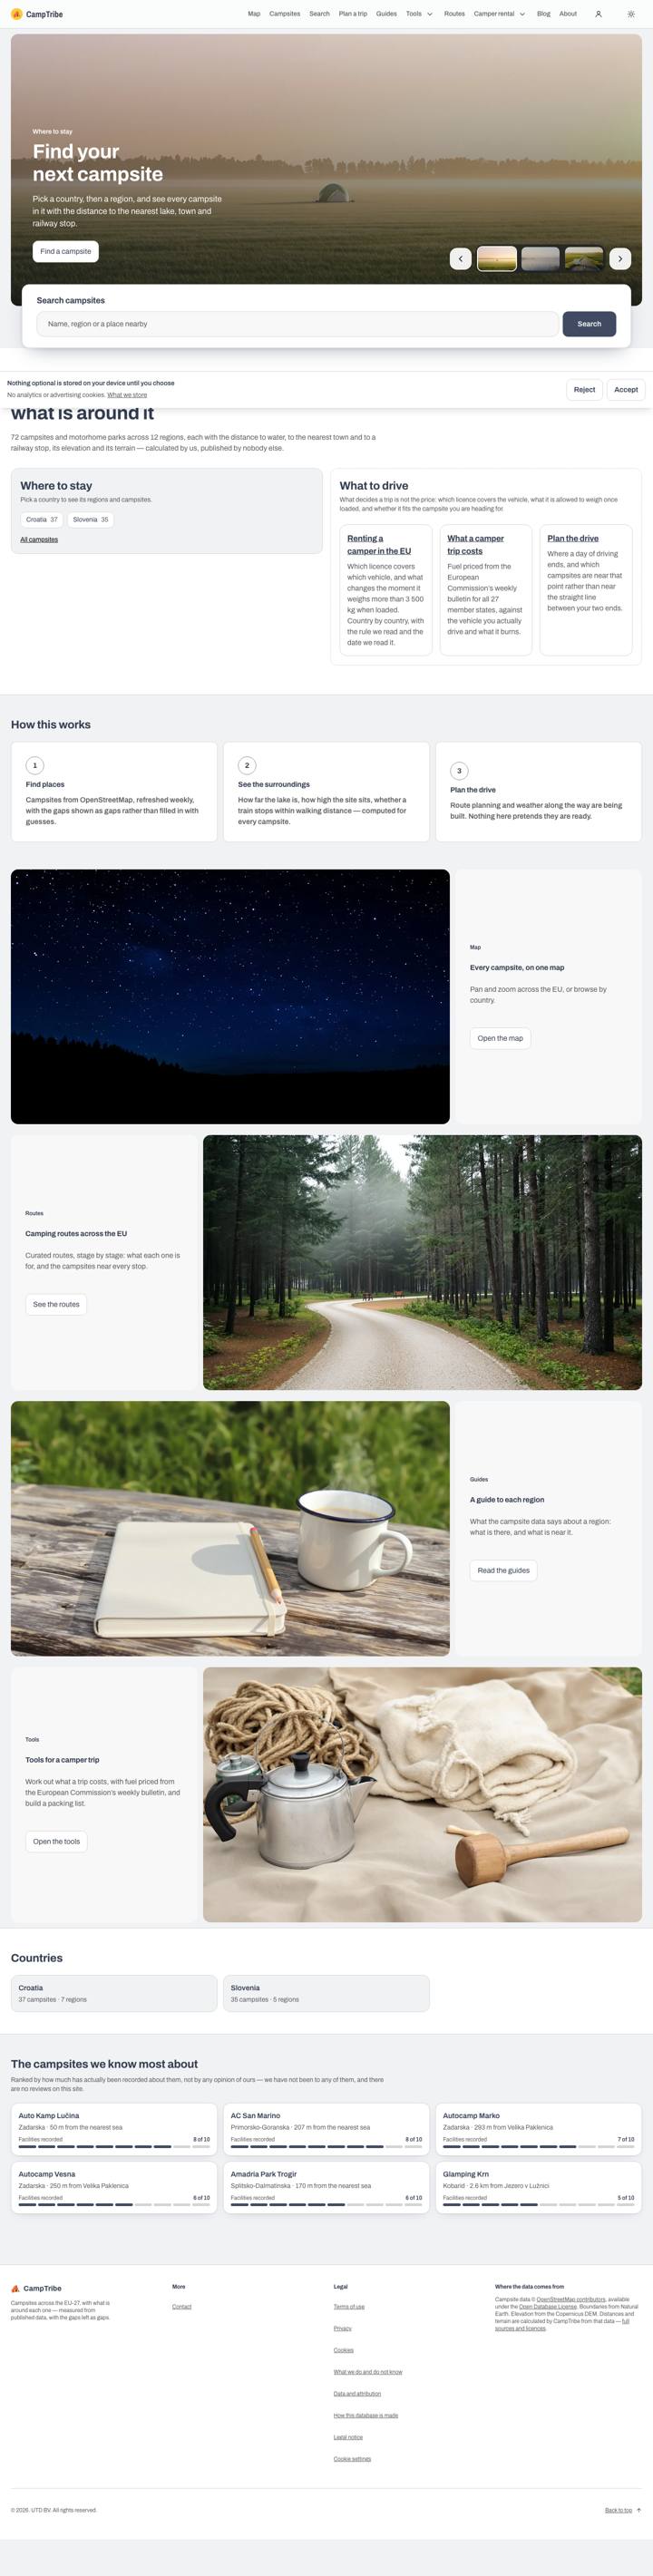 CampTribe
Map Campsites Search Plan a trip Guides Tools Routes Camper rental Blog About
Where to stay
Find your
next campsite
Pick a country, then a region, and see every campsite
in it with the distance to the nearest lake, town and
railway stop.
Find a campsite
Search campsites
Name, region or a place nearby
Search
Nothing optional is stored on your device until you choose
No analytics or advertising cookies. What we store
Reject
Accept
what is around it
72 campsites and motorhome parks across 12 regions, each with the distance to water, to the nearest town and to a
railway stop, its elevation and its terrain — calculated by us, published by nobody else.
Where to stay
Pick a country to see its regions and campsites.
Croatia 37
Slovenia 35
All campsites
What to drive
What decides a trip is not the price: which licence covers the vehicle, what it is allowed to weigh once
loaded, and whether it fits the campsite you are heading for.
Renting a
camper in the EU
Which licence covers
which vehicle, and what
changes the moment it
weighs more than 3 500
kg when loaded.
Country by country, with
the rule we read and the
date we read it.
What a camper
trip costs
Fuel priced from the
European
Commission's weekly
bulletin for all 27
member states, against
the vehicle you actually
drive and what it burns.
Plan the drive
Where a day of driving
ends, and which
campsites are near that
point rather than near
the straight line
between your two ends.
How this works
1
Find places
Campsites from OpenStreetMap, refreshed weekly,
with the gaps shown as gaps rather than filled in with
guesses.
2
See the surroundings
How far the lake is, how high the site sits, whether a
train stops within walking distance — computed for
every campsite.
3
Plan the drive
Route planning and weather along the way are being
built. Nothing here pretends they are ready.
Map
Every campsite, on one map
Pan and zoom across the EU, or browse by
country.
Open the map
Routes
Camping routes across the EU
Curated routes, stage by stage: what each one is
for, and the campsites near every stop.
See the routes
Guides
A guide to each region
What the campsite data says about a region:
what is there, and what is near it.
Read the guides
Tools
Tools for a camper trip
Work out what a trip costs, with fuel priced from
the European Commission's weekly bulletin, and
build a packing list.
Open the tools
Countries
Croatia
37 campsites · 7 regions
Slovenia
35 campsites · 5 regions
The campsites we know most about
Ranked by how much has actually been recorded about them, not by any opinion of ours — we have not been to any of them, and there
are no reviews on this site.
Auto Kamp Lučina
Zadarska · 50 m from the nearest sea
Facilities recorded 8 of 10
AC San Marino
Primorsko-Goranska · 207 m from the nearest sea
Facilities recorded 8 of 10
Autocamp Marko
Zadarska · 293 m from Velika Paklenica
Facilities recorded 7 of 10
Autocamp Vesna
Zadarska · 250 m from Velika Paklenica
Facilities recorded 6 of 10
Amadria Park Trogir
Splitsko-Dalmatinska · 170 m from the nearest sea
Facilities recorded 6 of 10
Glamping Krn
Kobarid · 2.6 km from Jezero v Lužnici
Facilities recorded 5 of 10
CampTribe
Campsites across the EU-27, with what is
around each one — measured from
published data, with the gaps left as gaps.
More
Contact
Legal
Terms of use
Privacy
Cookies
What we do and do not know
Data and attribution
How this database is made
Legal notice
Cookie settings
Where the data comes from
Campsite data © OpenStreetMap contributors, available
under the Open Database License. Boundaries from Natural
Earth. Elevation from the Copernicus DEM. Distances and
terrain are calculated by CampTribe from that data — full
sources and licences.
© 2026. UTD BV. All rights reserved.
Back to top